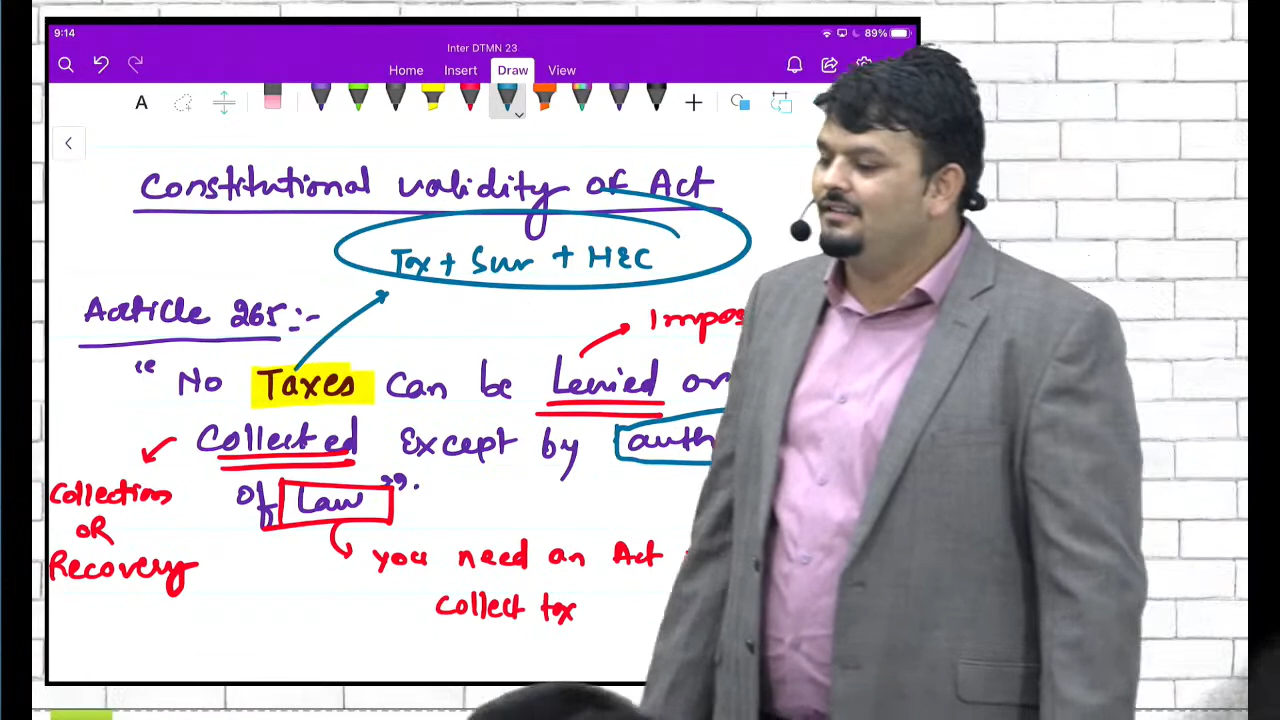 9:14
89%
Inter DTMN 23
Home Insert Draw View
A
Constitutional validity of Act
Tax + Sur + HEC
Article 265:-
Impos
"No Taxes can be Levied or
Collected Except by auth
of Law".
Collection
OR
Recovery
you need an Act
collect tax